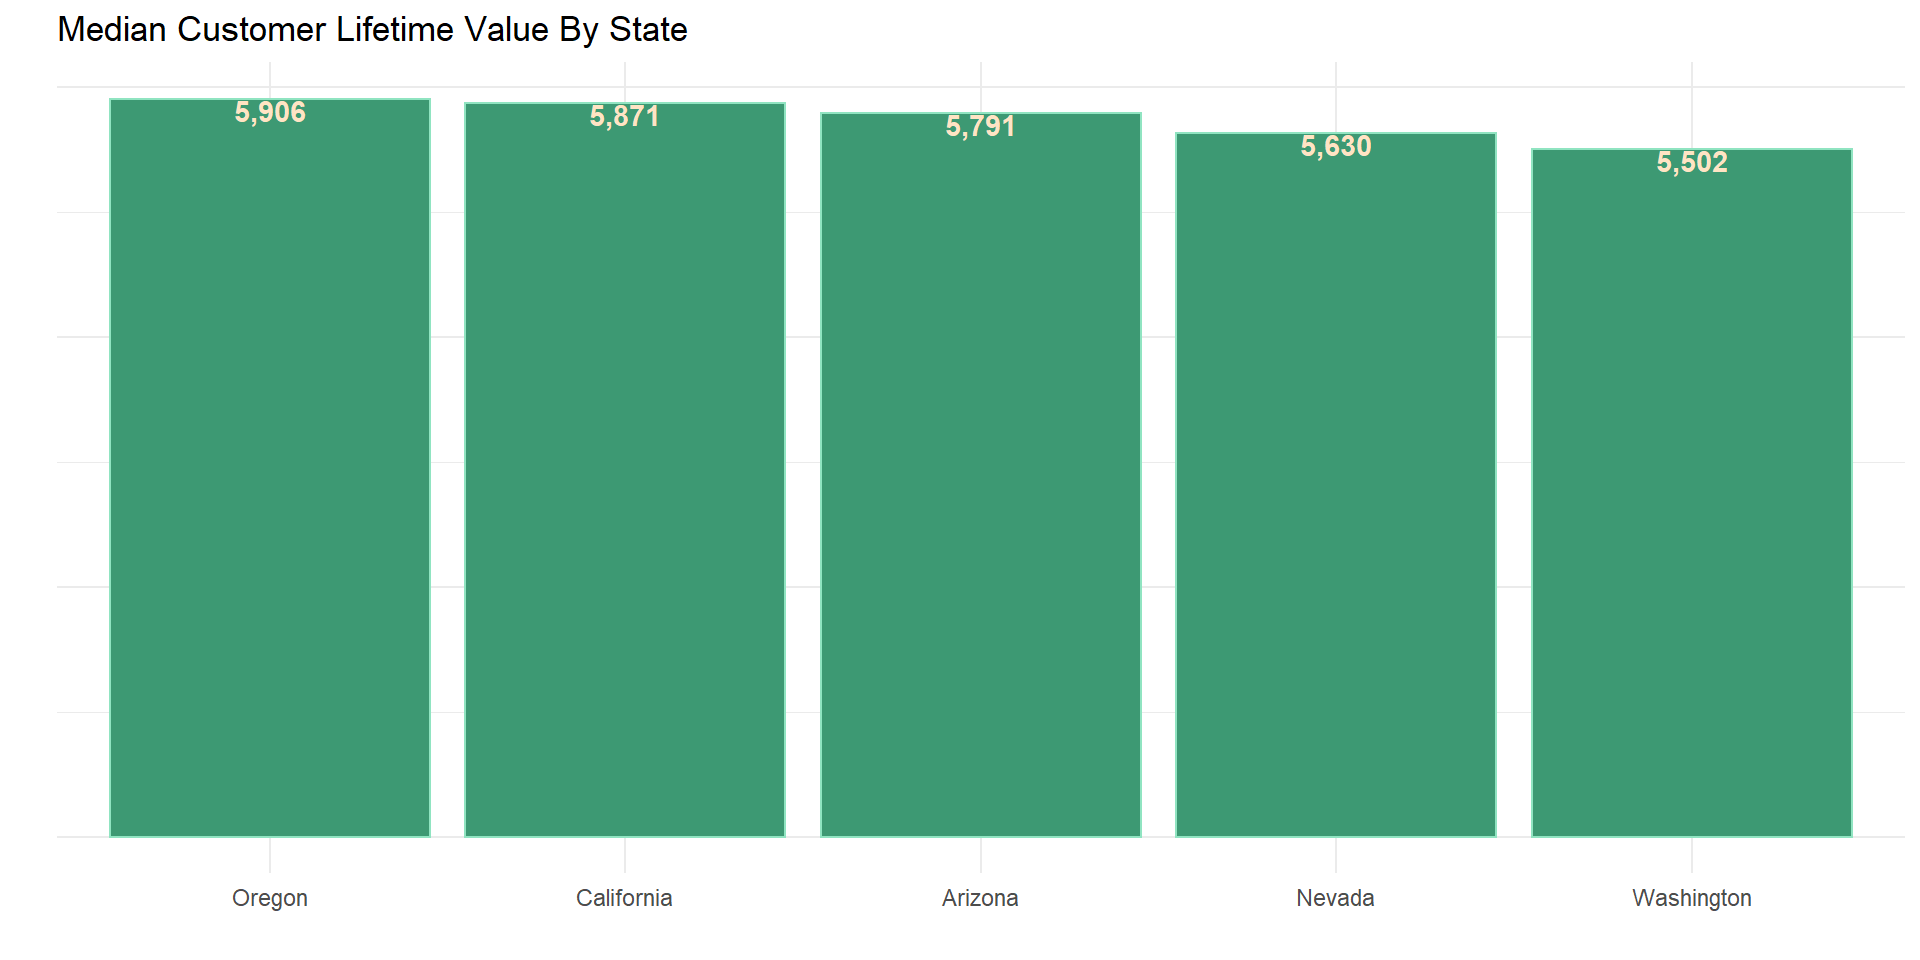 Median Customer Lifetime Value By State
5,906
5,871
5,791
5,630
5,502
Oregon
California
Arizona
Nevada
Washington